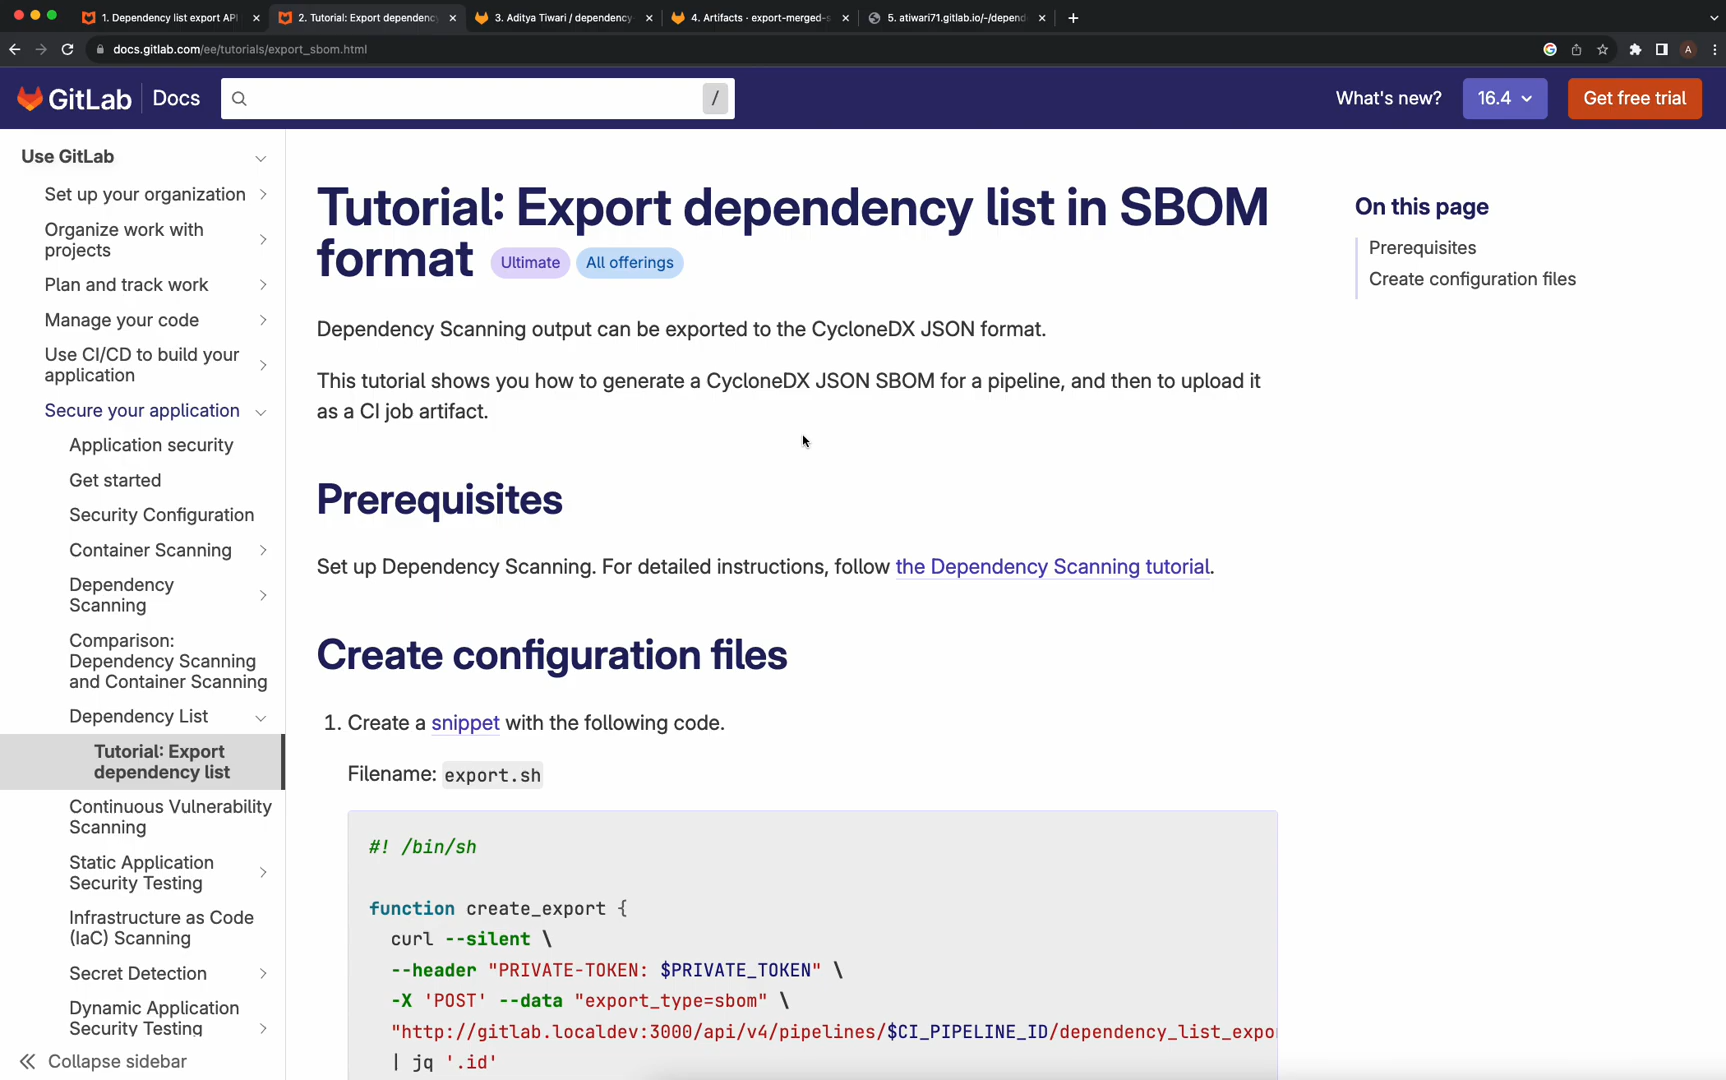 1. Dependency list export API
2. Tutorial: Export dependenc
3. Aditya Tiwari / dependency
4. Artifacts · export-merged-s
5. atiwari71.gitlab.io/-/depend
docs.gitlab.com/ee/tutorials/export_sbom.html
A
GitLab Docs
/
What's new?
16.4
Get free trial
Use GitLab
Set up your organization
Organize work with
projects
Plan and track work
Manage your code
Use CI/CD to build your
application
Secure your application
Application security
Get started
Security Configuration
Container Scanning
Dependency
Scanning
Comparison:
Dependency Scanning
and Container Scanning
Dependency List
Tutorial: Export
dependency list
Continuous Vulnerability
Scanning
Static Application
Security Testing
Infrastructure as Code
(IaC) Scanning
Secret Detection
Dynamic Application
Security Testing
Collapse sidebar
Tutorial: Export dependency list in SBOM
format Ultimate All offerings
Dependency Scanning output can be exported to the CycloneDX JSON format.
This tutorial shows you how to generate a CycloneDX JSON SBOM for a pipeline, and then to upload it
as a CI job artifact.
Prerequisites
Set up Dependency Scanning. For detailed instructions, follow the Dependency Scanning tutorial.
Create configuration files
1. Create a snippet with the following code.
Filename: export.sh
#! /bin/sh
function create_export {
curl --silent \
--header "PRIVATE-TOKEN: $PRIVATE_TOKEN" \
-X 'POST' --data "export_type=sbom" \
"http://gitlab.localdev:3000/api/v4/pipelines/$CI_PIPELINE_ID/dependency_list_expo
| jq '.id'
On this page
Prerequisites
Create configuration files